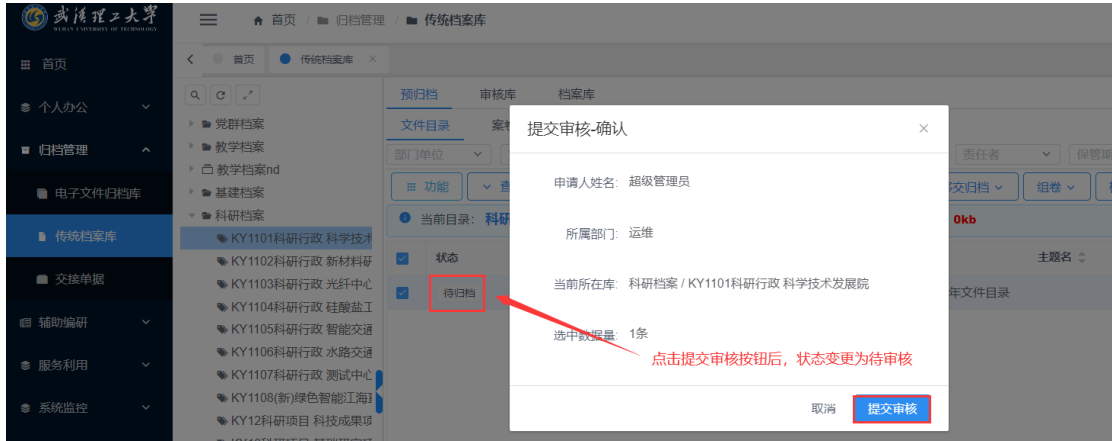 武汉理工大学
WUHAN UNIVERSITY OF TECHNOLOGY
首页 / 归档管理 / 传统档案库
首页
首页
传统档案库 ×
个人办公
归档管理
电子文件归档库
传统档案库
交接单据
辅助编研
服务利用
系统监控
党群档案
教学档案
教学档案nd
基建档案
科研档案
KY1101科研行政 科学技术
KY1102科研行政 新材料研
KY1103科研行政 光纤中心
KY1104科研行政 硅酸盐工
KY1105科研行政 智能交通
KY1106科研行政 水路交通
KY1107科研行政 测试中心
KY1108(新)绿色智能江海直
KY12科研项目 科技成果项
预归档 审核库 档案库
文件目录 案卷
部门单位
责任者
保管期
功能
查
交归档
组卷
当前目录: 科研
0kb
状态
主题名
待归档
年文件目录
提交审核-确认 ×
申请人姓名: 超级管理员
所属部门: 运维
当前所在库: 科研档案 / KY1101科研行政 科学技术发展院
选中数据量: 1条
点击提交审核按钮后，状态变更为待审核
取消 提交审核